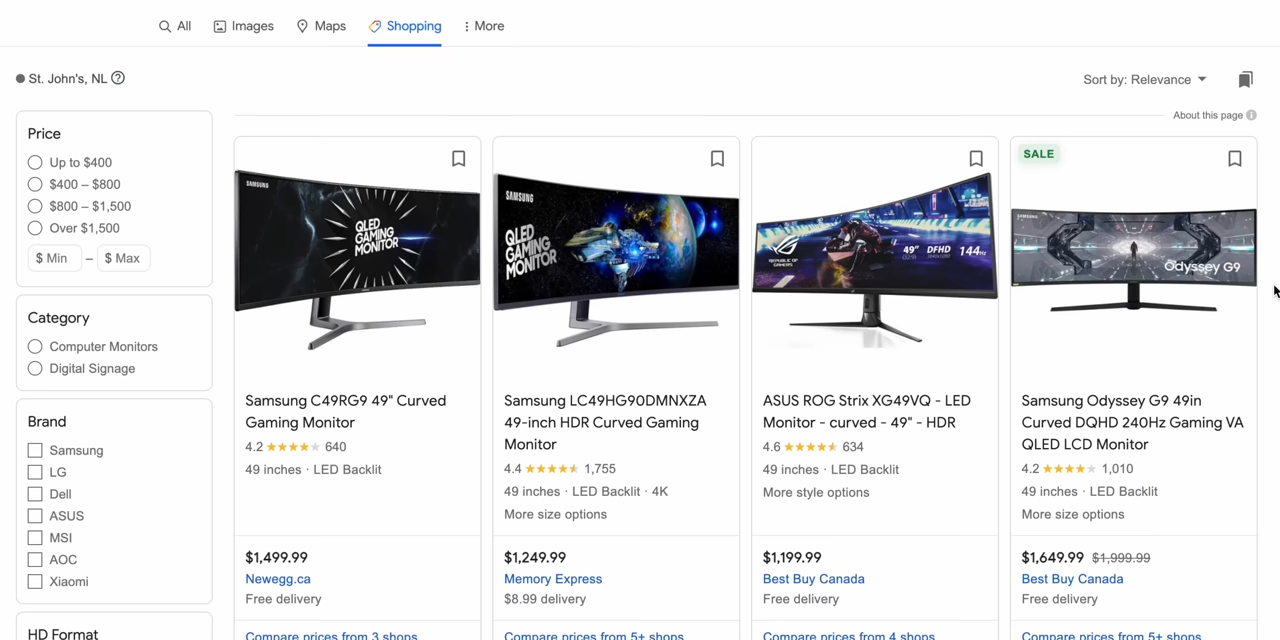 All
Images
Maps
Shopping
More
St. John's, NL
Sort by: Relevance
About this page
Price
Up to $400
$400 – $800
$800 – $1,500
Over $1,500
$ Min – $ Max
Category
Computer Monitors
Digital Signage
Brand
Samsung
LG
Dell
ASUS
MSI
AOC
Xiaomi
HD Format
SAMSUNG
QLED
GAMING
MONITOR
Samsung C49RG9 49" Curved
Gaming Monitor
4.2 640
49 inches · LED Backlit
$1,499.99
Newegg.ca
Free delivery
Compare prices from 3 shops
SAMSUNG
QLED
GAMING
MONITOR
Samsung LC49HG90DMNXZA
49-inch HDR Curved Gaming
Monitor
4.4 1,755
49 inches · LED Backlit · 4K
More size options
$1,249.99
Memory Express
$8.99 delivery
Compare prices from 5+ shops
REPUBLIC OF
GAMERS
49" DFHD 144Hz
ASUS ROG Strix XG49VQ - LED
Monitor - curved - 49" - HDR
4.6 634
49 inches · LED Backlit
More style options
$1,199.99
Best Buy Canada
Free delivery
Compare prices from 4 shops
SALE
SAMSUNG
Odyssey G9
Samsung Odyssey G9 49in
Curved DQHD 240Hz Gaming VA
QLED LCD Monitor
4.2 1,010
49 inches · LED Backlit
More size options
$1,649.99 $1,999.99
Best Buy Canada
Free delivery
Compare prices from 5+ shops